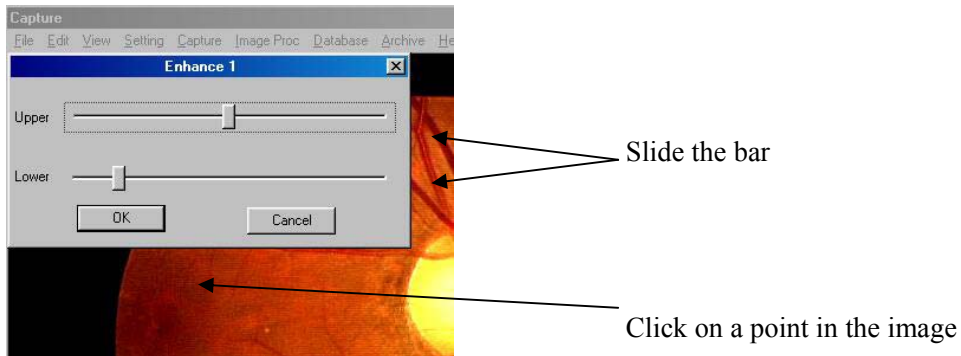 Capture
File Edit View Setting Capture Image Proc Database Archive He
Enhance 1
Upper
Slide the bar
Lower
OK Cancel
Click on a point in the image